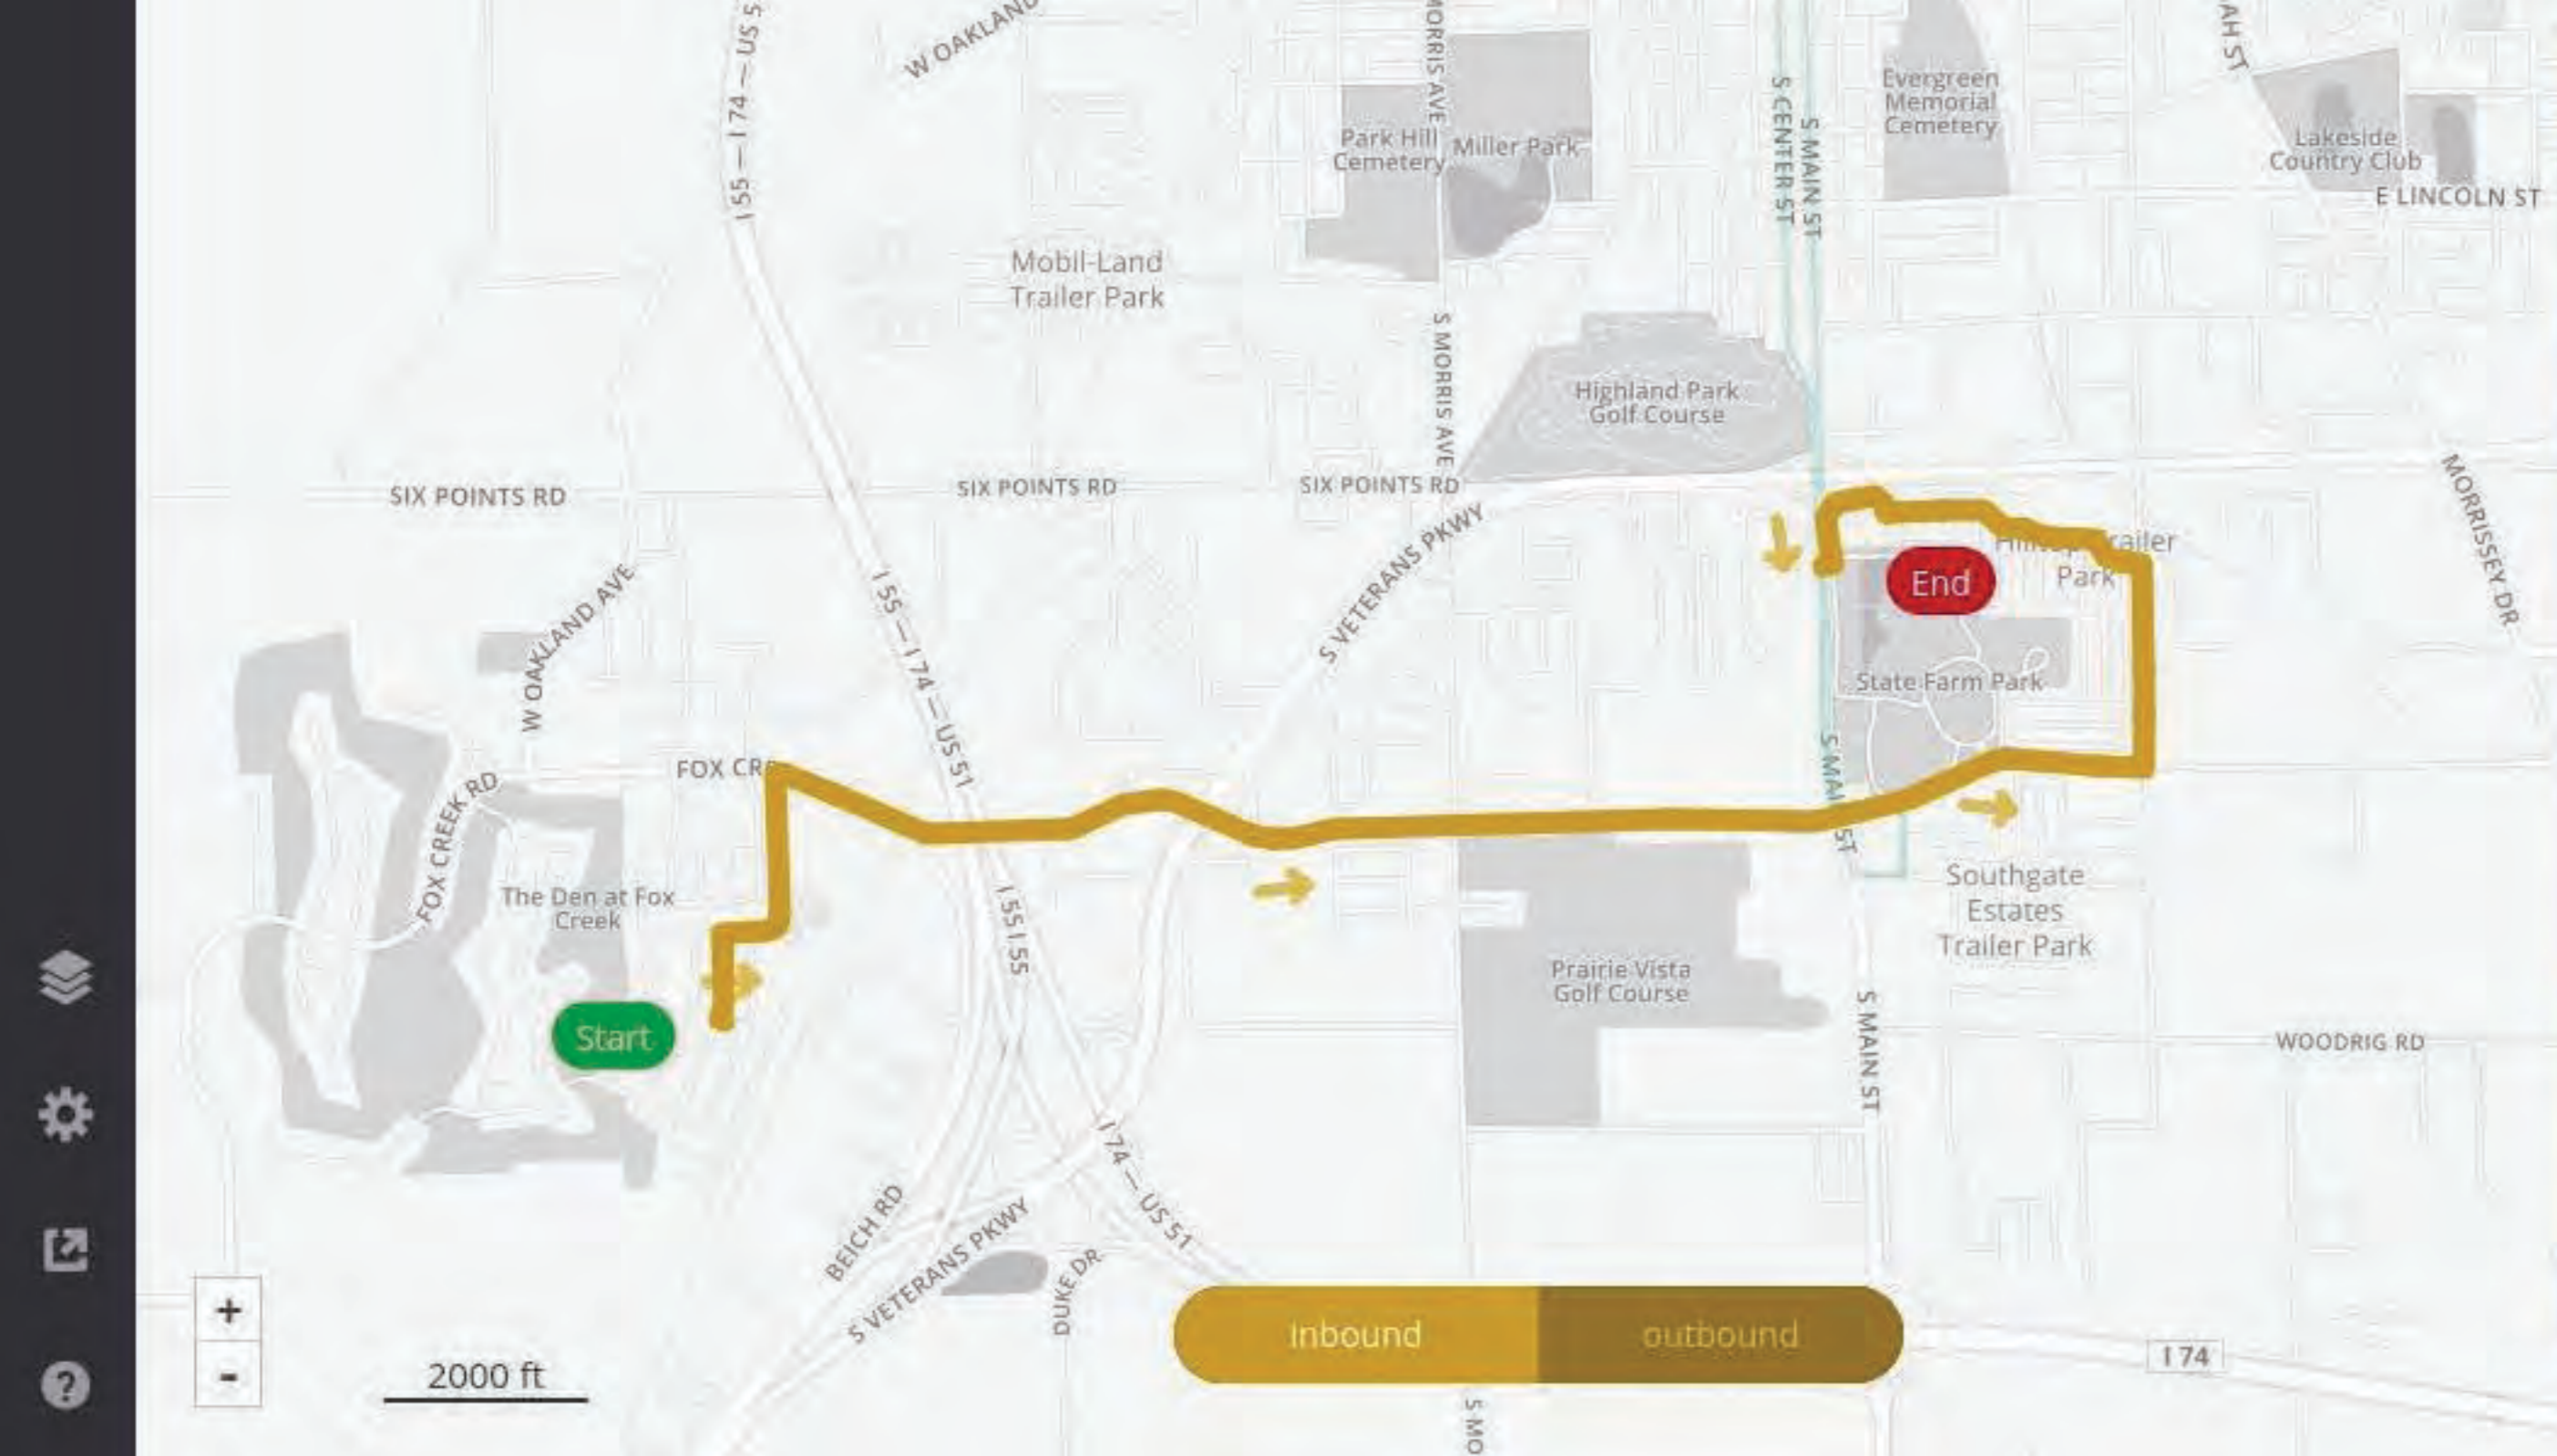 I 55 — I 74 — US 5
W OAKLAND
MORRIS AVE
S CENTER ST
S MAIN ST
Evergreen
Memorial
Cemetery
AH ST
Park Hill
Cemetery
Miller Park
Lakeside
Country Club
E LINCOLN ST
Mobil-Land
Trailer Park
S MORRIS AVE
Highland Park
Golf Course
SIX POINTS RD
SIX POINTS RD
SIX POINTS RD
MORRISSEY DR
S VETERANS PKWY
Trailer
Park
End
W OAKLAND AVE
I 55 — I 74 — US 51
State Farm Park
FOX CRE
FOX CREEK RD
S MAI
ST
The Den at Fox
Creek
I 55 I 55
Southgate
Estates
Trailer Park
Prairie Vista
Golf Course
Start
S MAIN ST
WOODRIG RD
I 74 — US 51
BEICH RD
S VETERANS PKWY
DUKE DR
+
-
2000 ft
Inbound
outbound
I 74
S MO
?